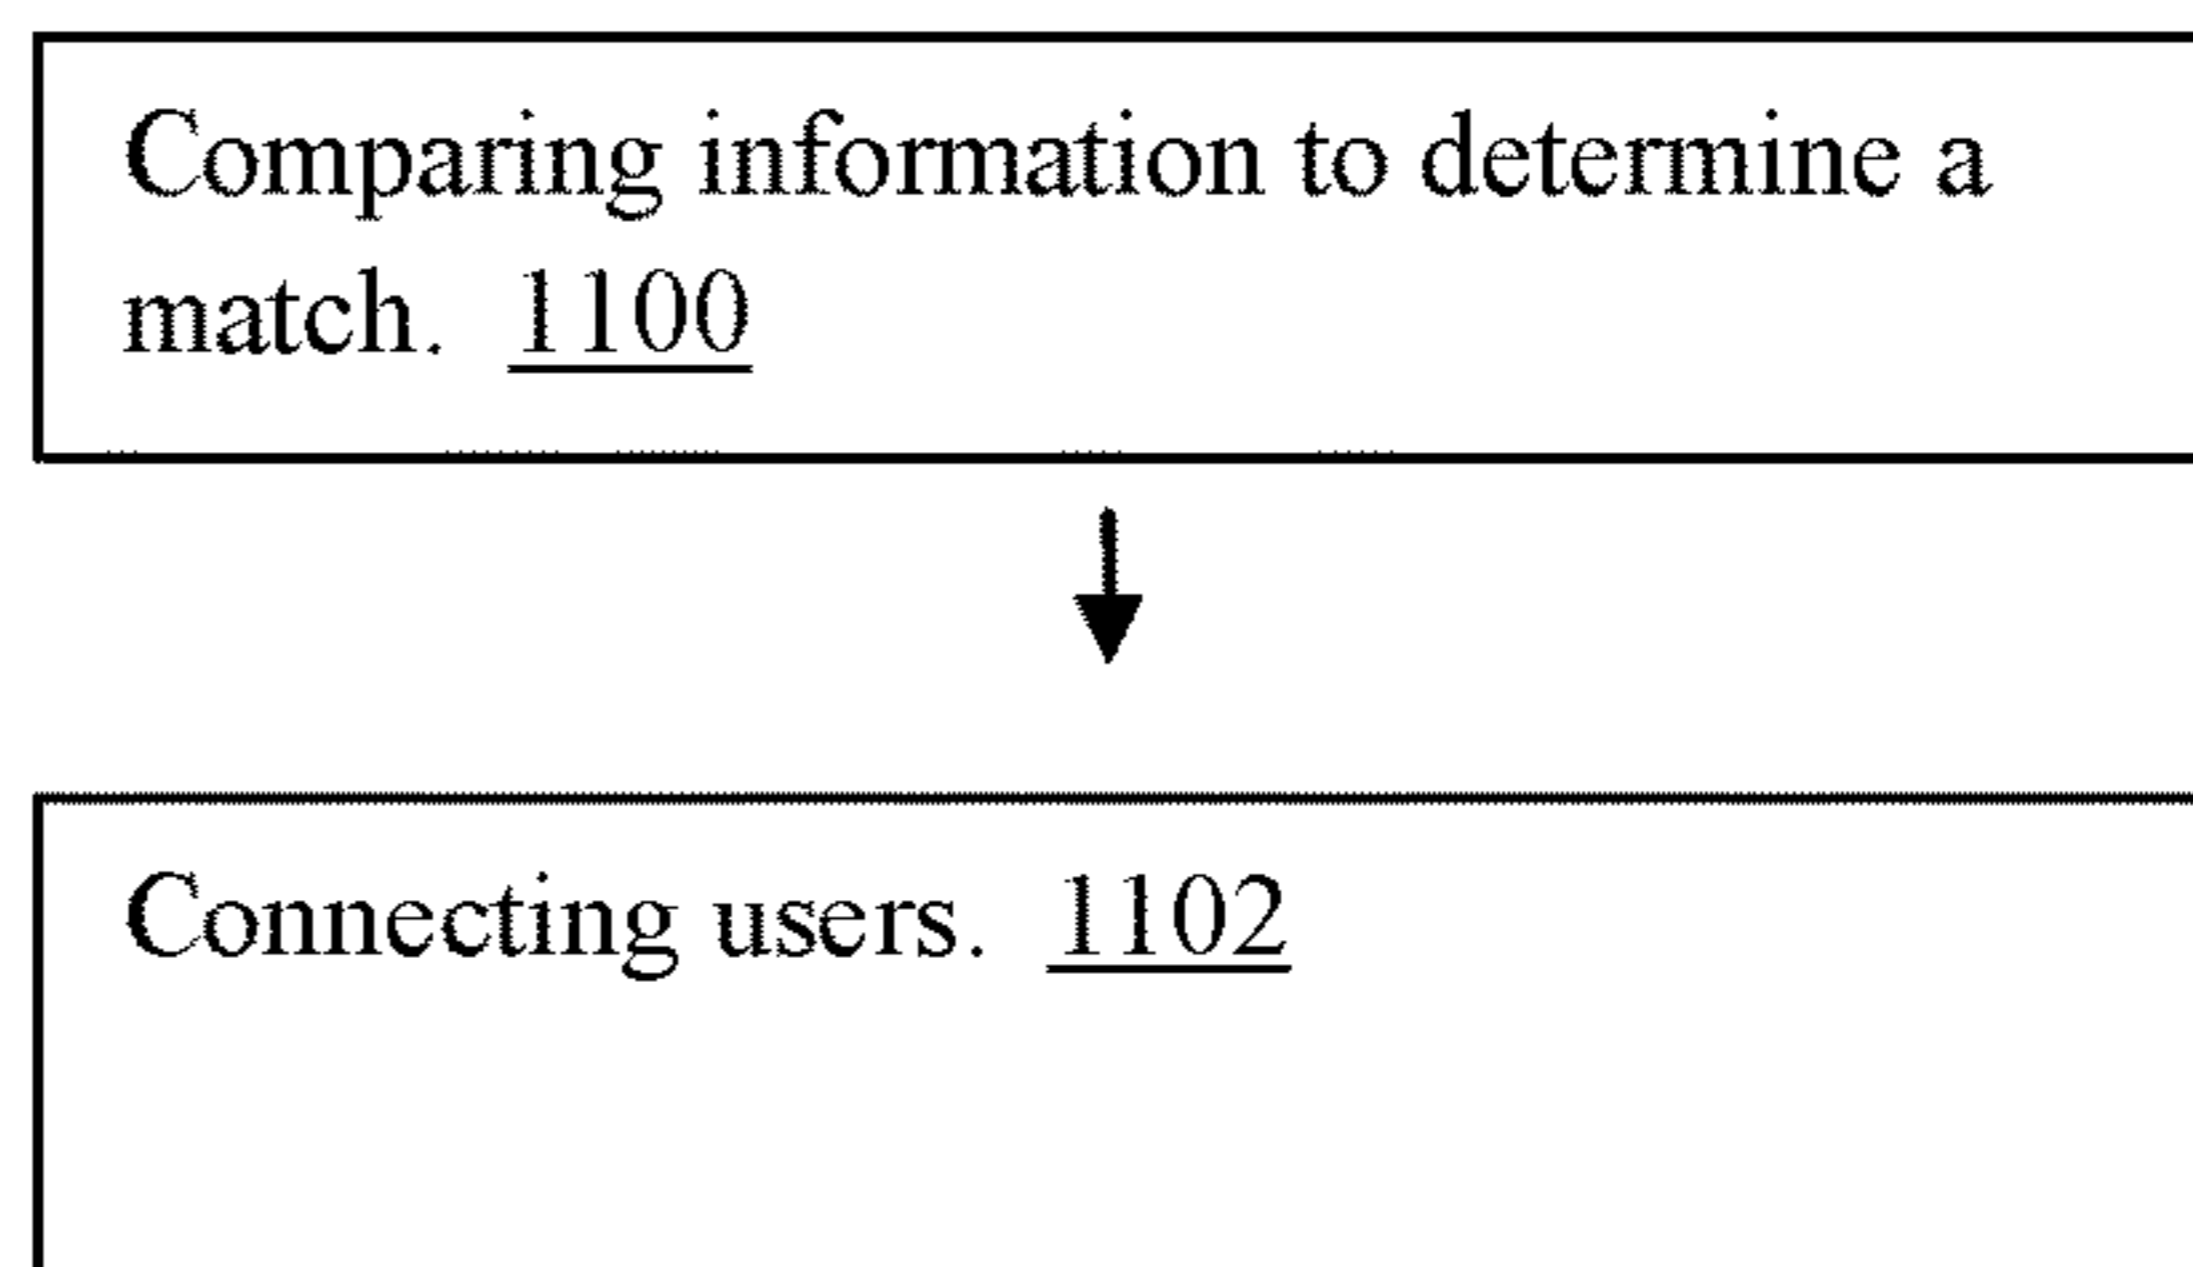 Comparing information to determine a
match. 1100
Connecting users. 1102